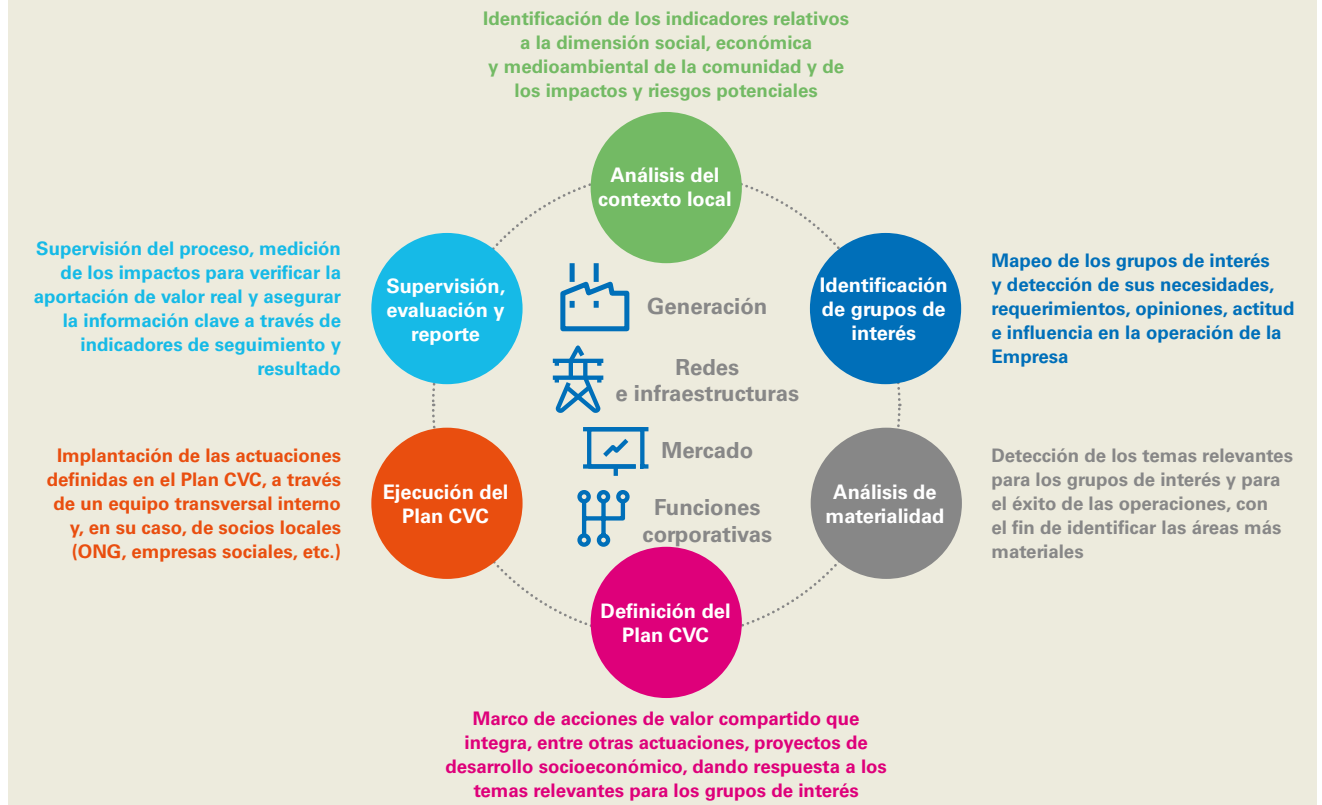 Identificación de los indicadores relativos
a la dimensión social, económica
y medioambiental de la comunidad y de
los impactos y riesgos potenciales
Análisis del
contexto local
Identificación
de grupos de
interés
Mapeo de los grupos de interés
y detección de sus necesidades,
requerimientos, opiniones, actitud
e influencia en la operación de la
Empresa
Análisis de
materialidad
Detección de los temas relevantes
para los grupos de interés y para
el éxito de las operaciones, con
el fin de identificar las áreas más
materiales
Definición del
Plan CVC
Marco de acciones de valor compartido que
integra, entre otras actuaciones, proyectos de
desarrollo socioeconómico, dando respuesta a los
temas relevantes para los grupos de interés
Ejecución del
Plan CVC
Implantación de las actuaciones
definidas en el Plan CVC, a través
de un equipo transversal interno
y, en su caso, de socios locales
(ONG, empresas sociales, etc.)
Supervisión,
evaluación y
reporte
Supervisión del proceso, medición
de los impactos para verificar la
aportación de valor real y asegurar
la información clave a través de
indicadores de seguimiento y
resultado
Generación
Redes
e infraestructuras
Mercado
Funciones
corporativas